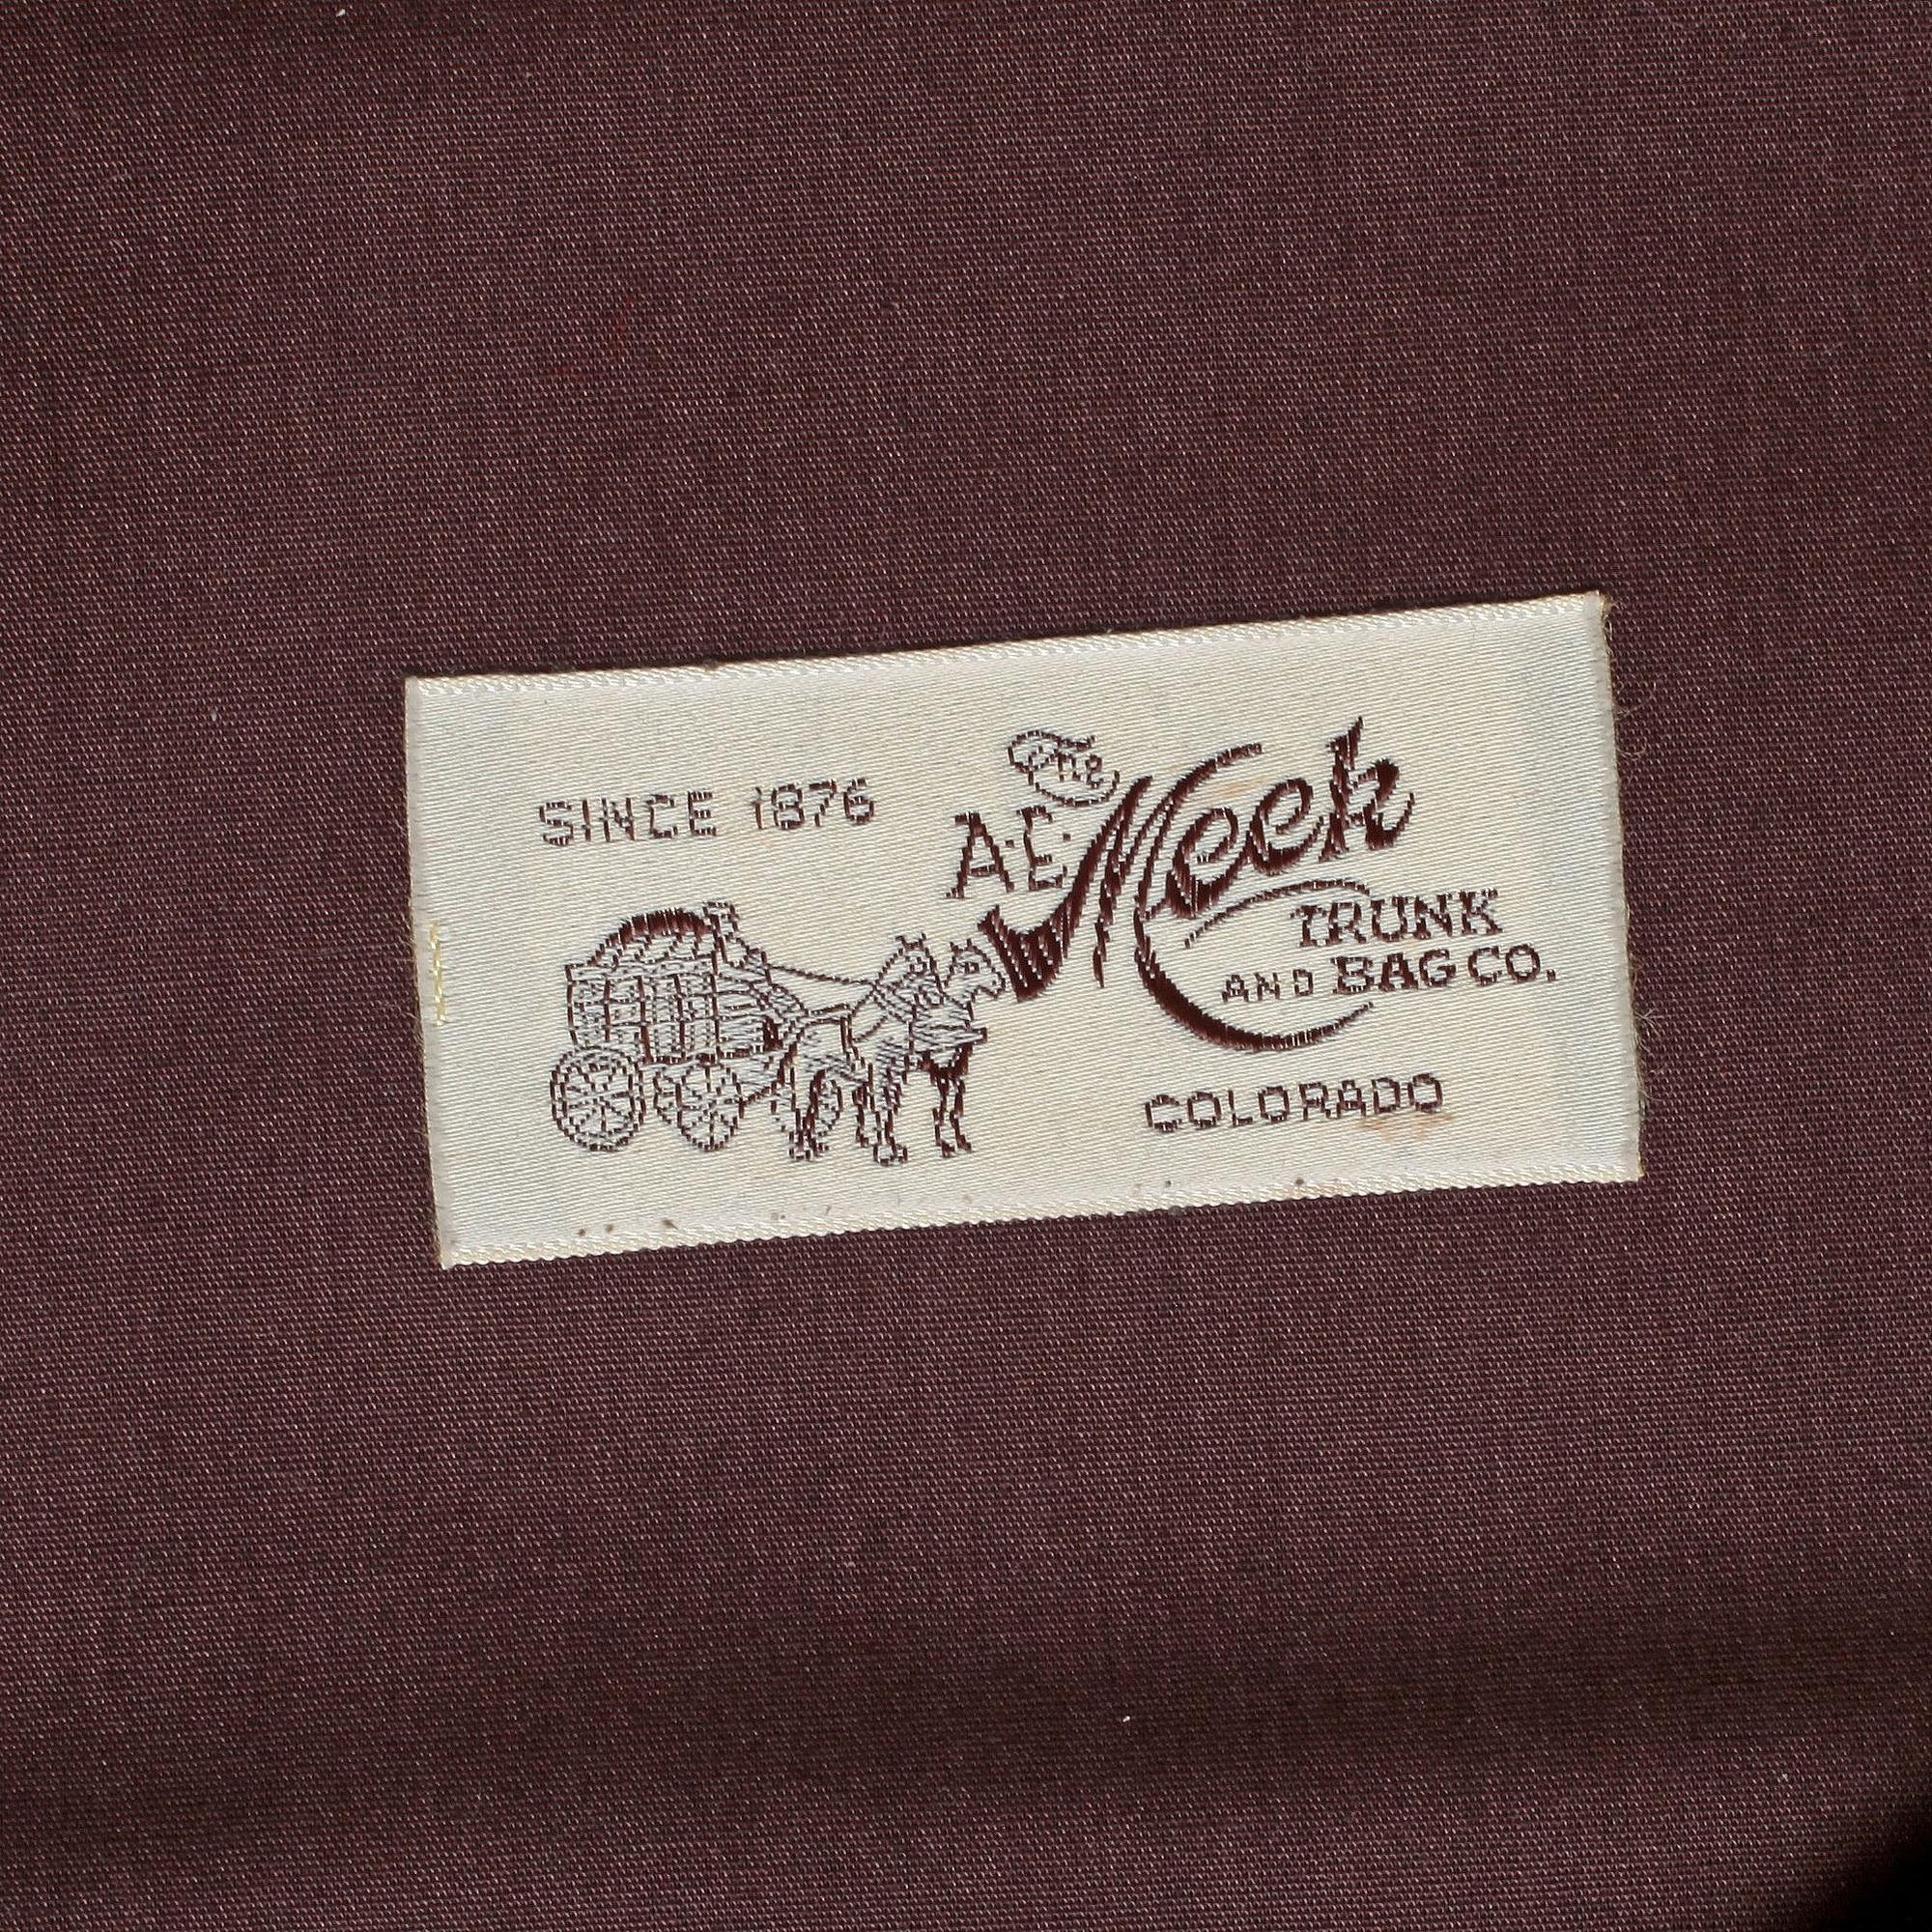 SINCE 1876
The
A.E. Meek
TRUNK
AND BAG CO.
COLORADO